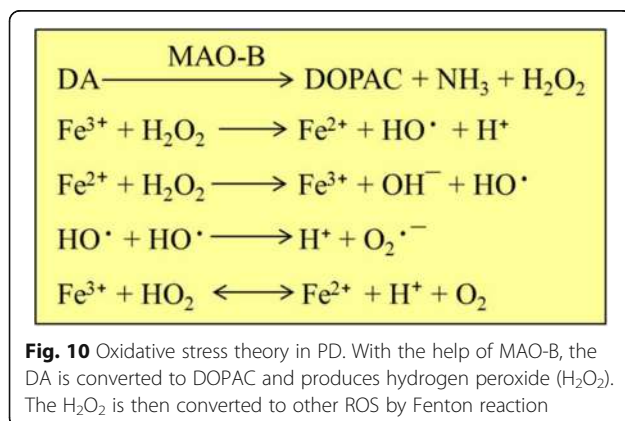 MAO-B
DA ⟶ DOPAC + NH₃ + H₂O₂
Fe³⁺ + H₂O₂ ⟶ Fe²⁺ + HO• + H⁺
Fe²⁺ + H₂O₂ ⟶ Fe³⁺ + OH⁻ + HO•
HO• + HO• ⟶ H⁺ + O₂•⁻
Fe³⁺ + HO₂ ⟷ Fe²⁺ + H⁺ + O₂
Fig. 10 Oxidative stress theory in PD. With the help of MAO-B, the
DA is converted to DOPAC and produces hydrogen peroxide (H₂O₂).
The H₂O₂ is then converted to other ROS by Fenton reaction